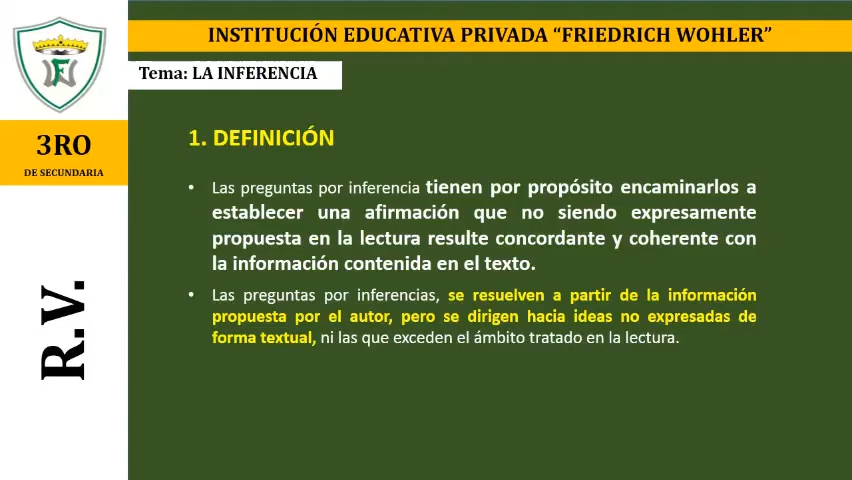 INSTITUCIÓN EDUCATIVA PRIVADA “FRIEDRICH WOHLER”
Tema: LA INFERENCIA
3RO
DE SECUNDARIA
R.V.
1. DEFINICIÓN
• Las preguntas por inferencia tienen por propósito encaminarlos a
establecer una afirmación que no siendo expresamente
propuesta en la lectura resulte concordante y coherente con
la información contenida en el texto.
• Las preguntas por inferencias, se resuelven a partir de la información
propuesta por el autor, pero se dirigen hacia ideas no expresadas de
forma textual, ni las que exceden el ámbito tratado en la lectura.